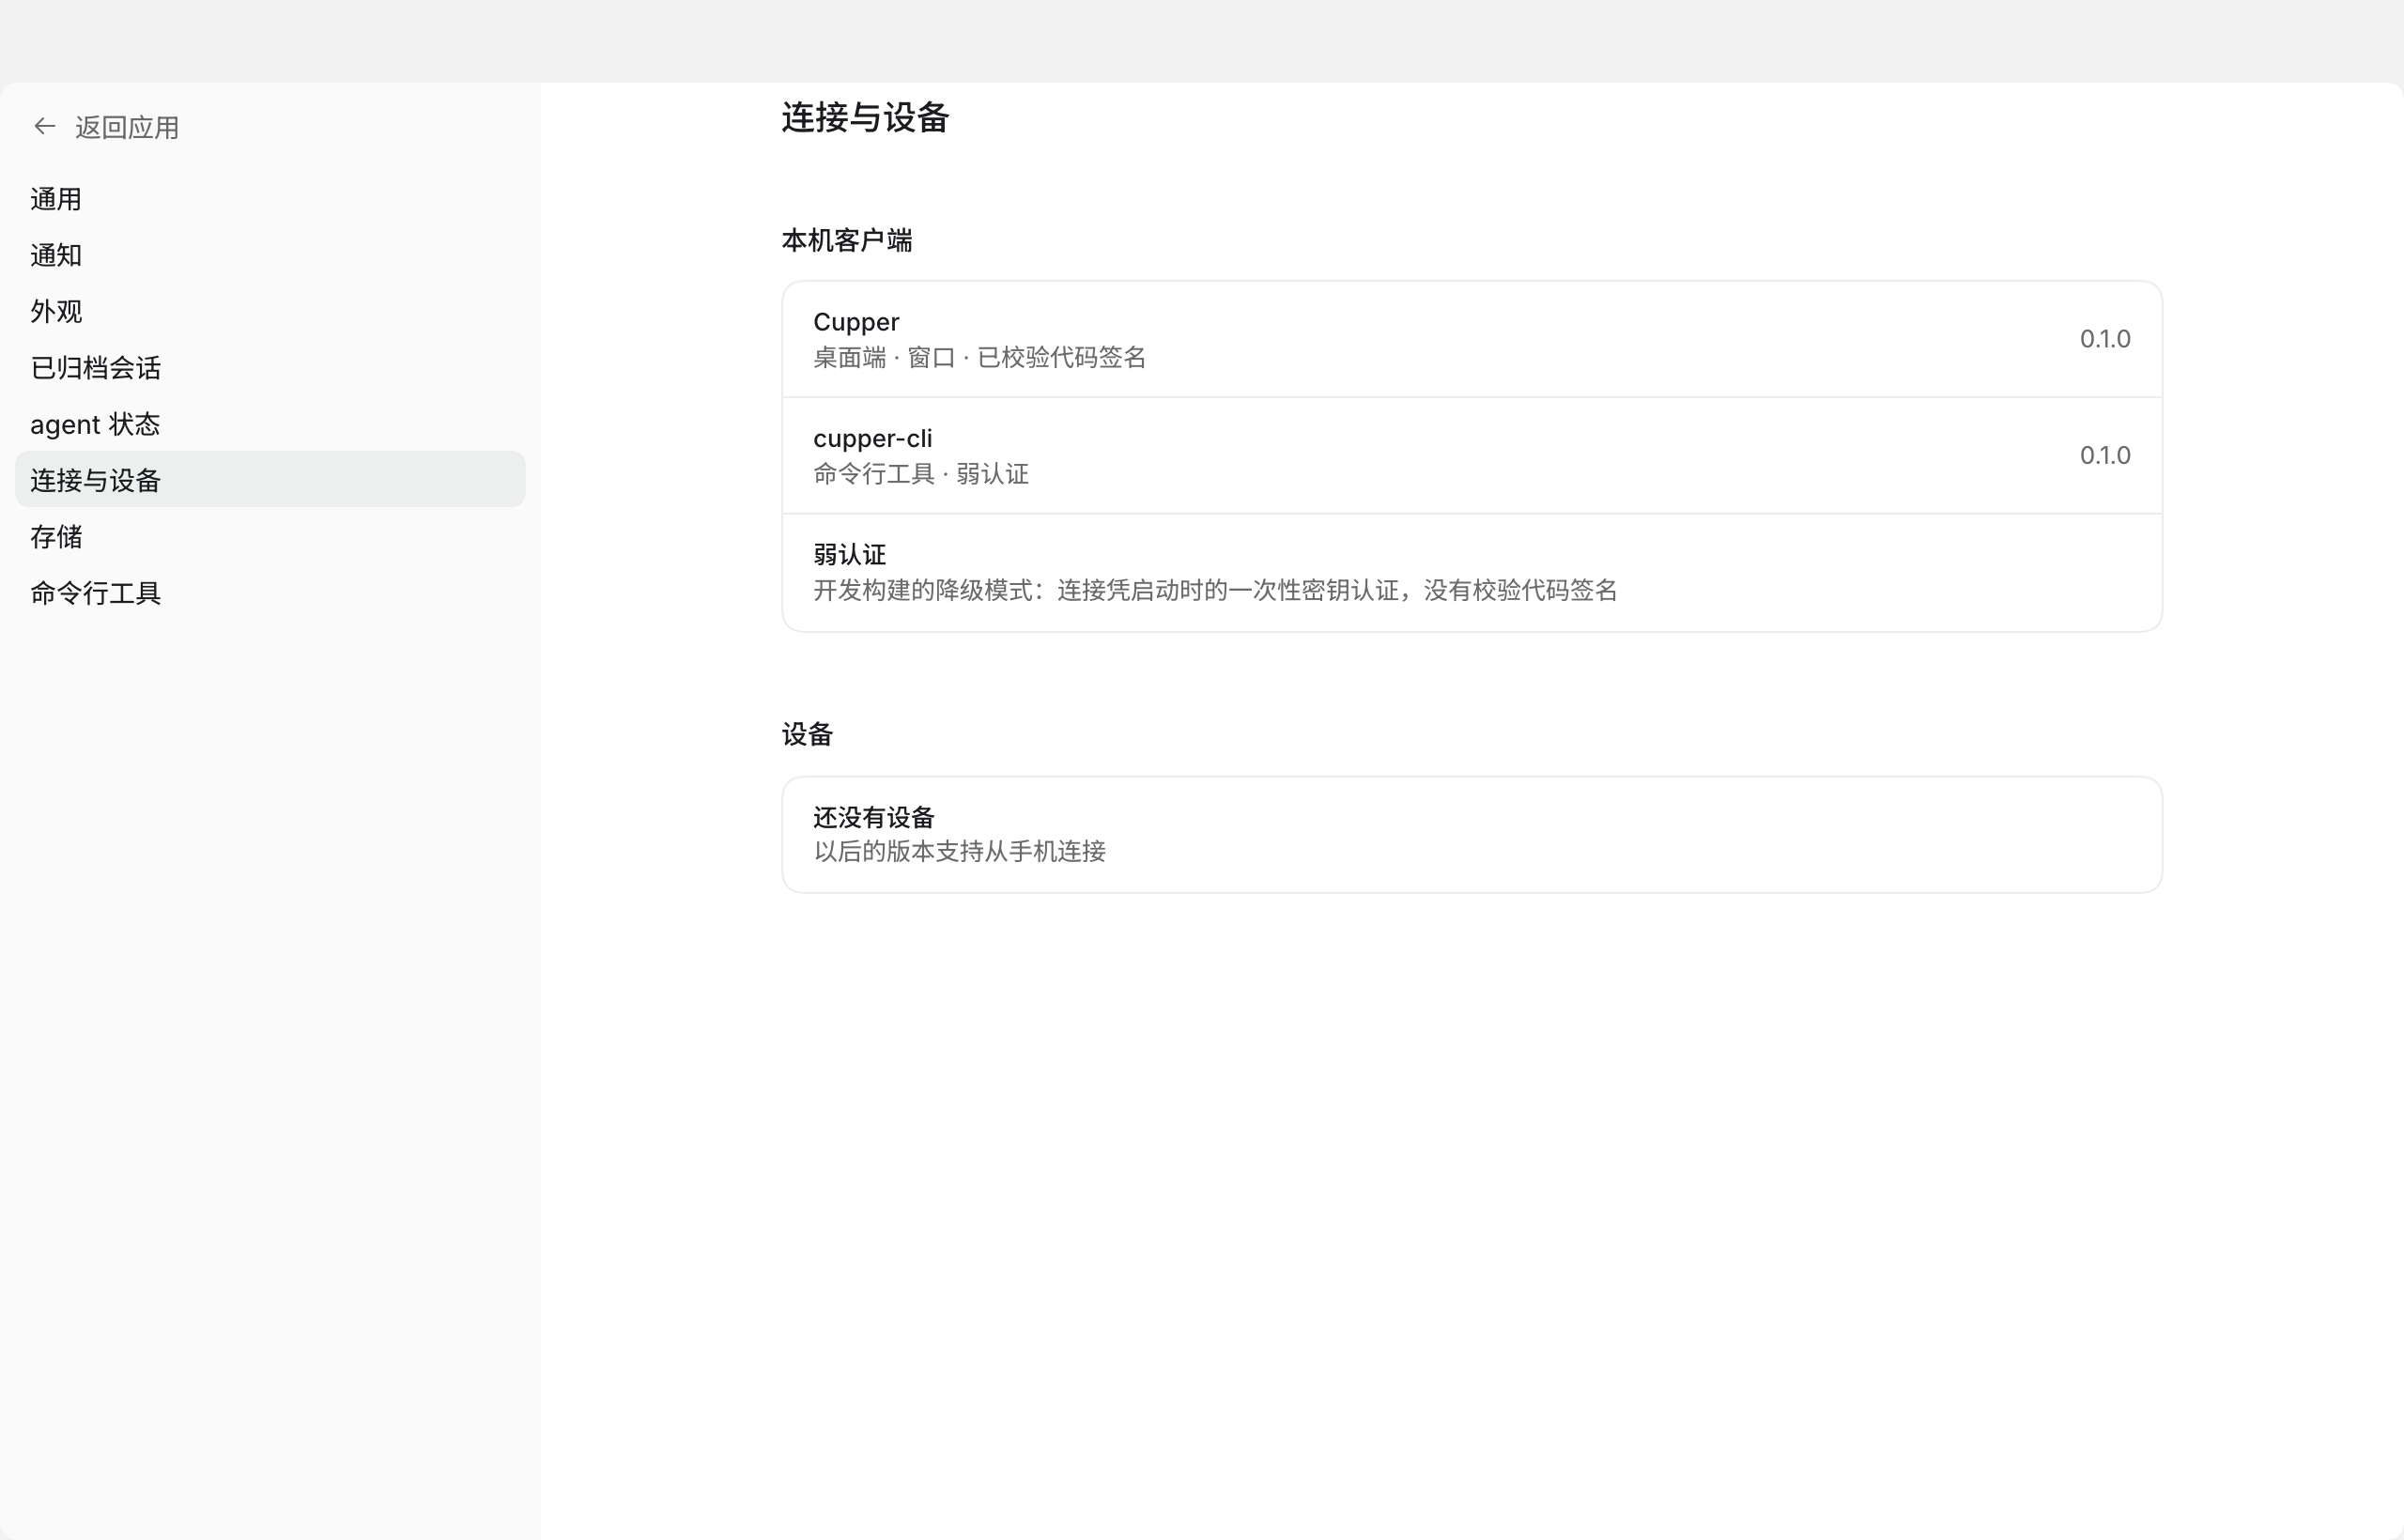 返回应用
通用
通知
外观
已归档会话
agent 状态
连接与设备
存储
命令行工具
连接与设备
本机客户端
Cupper
桌面端 · 窗口 · 已校验代码签名
0.1.0
cupper-cli
命令行工具 · 弱认证
0.1.0
弱认证
开发构建的降级模式：连接凭启动时的一次性密钥认证，没有校验代码签名
设备
还没有设备
以后的版本支持从手机连接